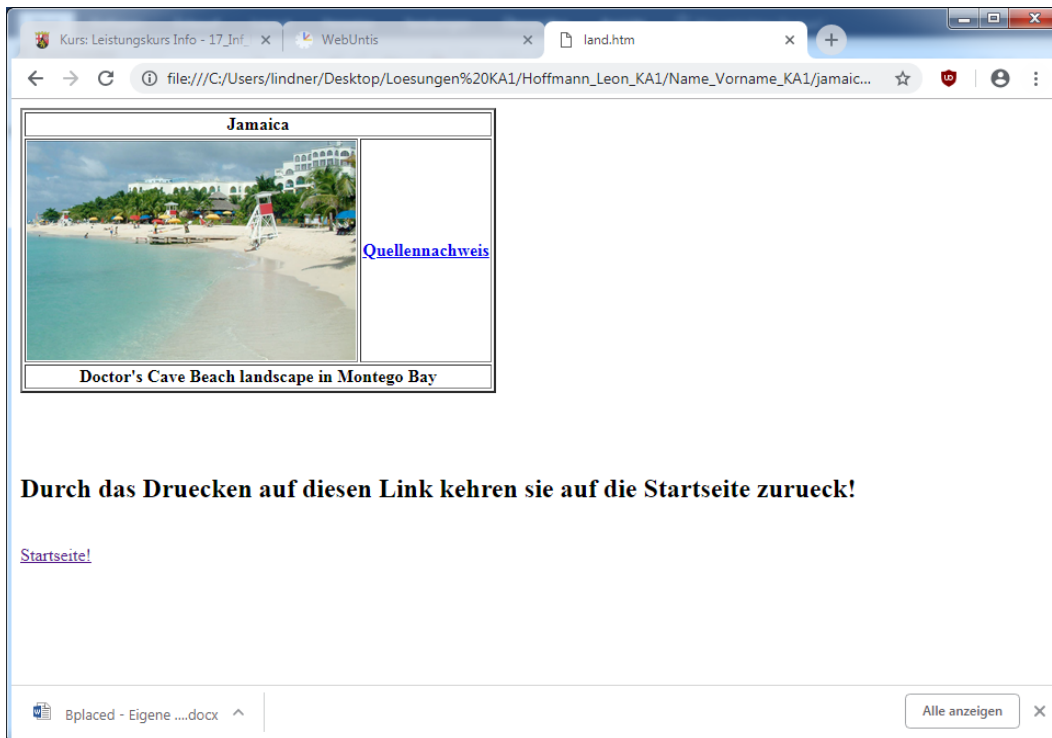 Kurs: Leistungskurs Info - 17_Inf_
WebUntis
land.htm
file:///C:/Users/lindner/Desktop/Loesungen%20KA1/Hoffmann_Leon_KA1/Name_Vorname_KA1/jamaic...
Jamaica
Quellennachweis
Doctor's Cave Beach landscape in Montego Bay
Durch das Druecken auf diesen Link kehren sie auf die Startseite zurueck!
Startseite!
Bplaced - Eigene ....docx
Alle anzeigen